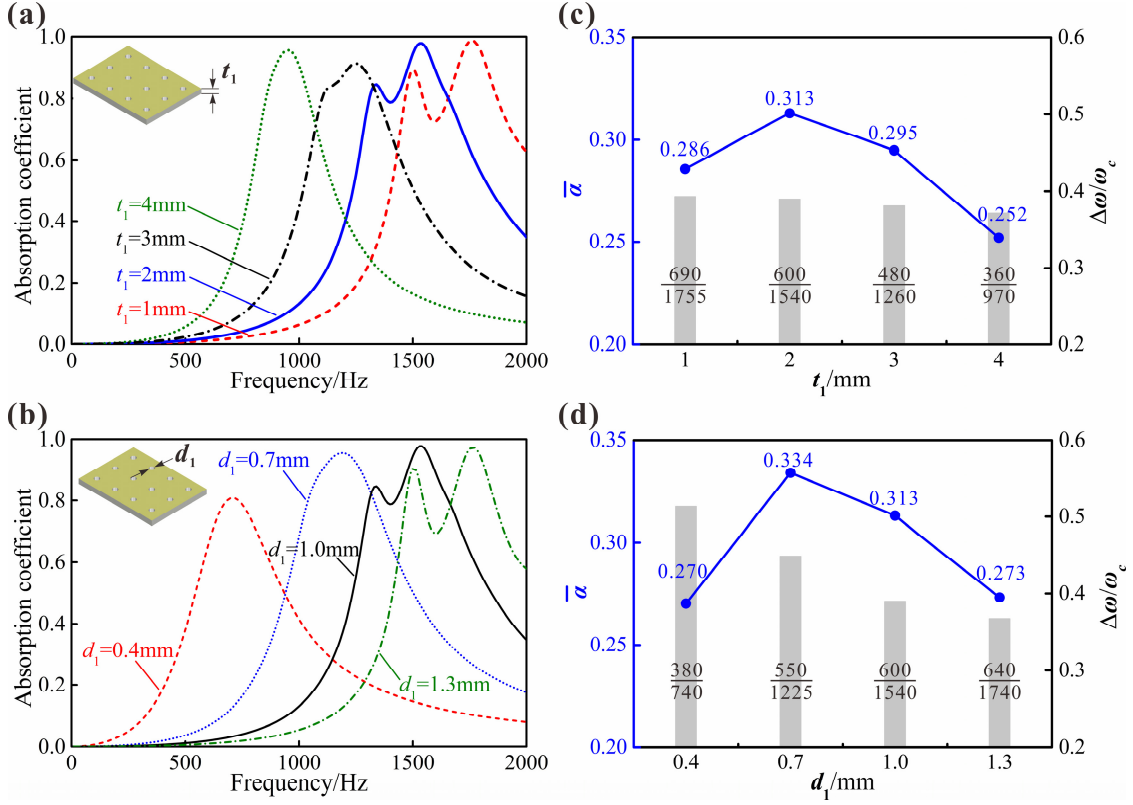 (a)
1.0
0.8
0.6
0.4
0.2
0.0
Absorption coefficient
t1
t1=4mm
t1=3mm
t1=2mm
t1=1mm
0 500 1000 1500 2000
Frequency/Hz
(c)
0.35
0.30
0.25
0.20
α
0.286
0.313
0.295
0.252
690
1755
600
1540
480
1260
360
970
0.6
0.5
0.4
0.3
0.2
Δω/ωc
1 2 3 4
t1/mm
(b)
1.0
0.8
0.6
0.4
0.2
0.0
Absorption coefficient
d1
d1=0.7mm
d1=1.0mm
d1=0.4mm
d1=1.3mm
0 500 1000 1500 2000
Frequency/Hz
(d)
0.35
0.30
0.25
0.20
α
0.270
0.334
0.313
0.273
380
740
550
1225
600
1540
640
1740
0.6
0.5
0.4
0.3
0.2
Δω/ωc
0.4 0.7 1.0 1.3
d1/mm